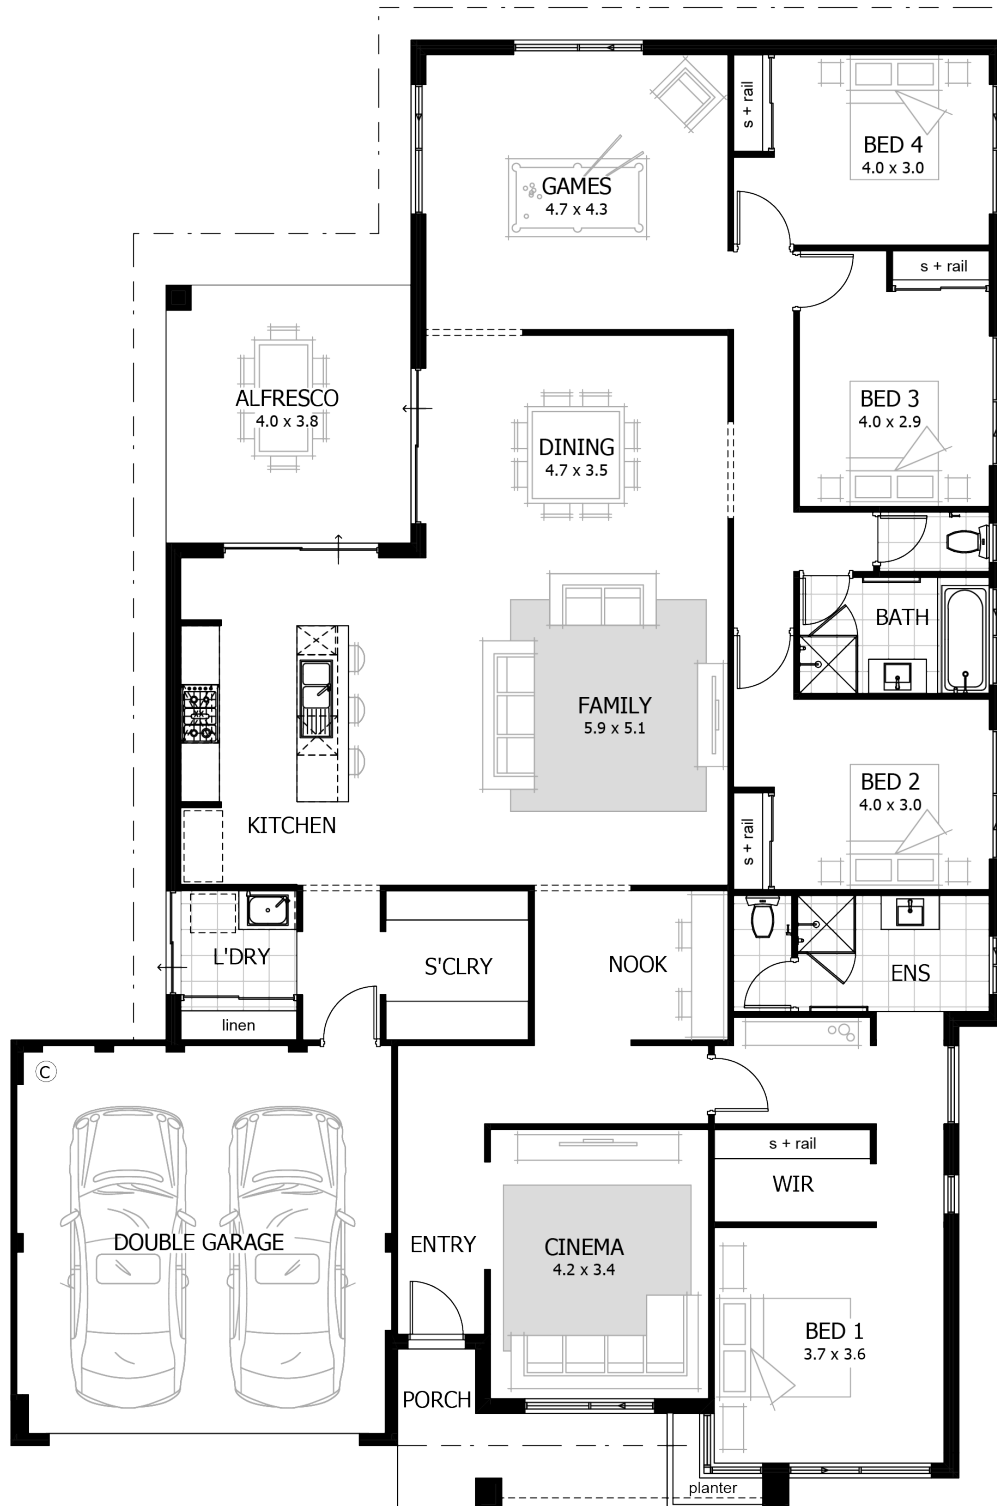 s + rail
BED 4
4.0 x 3.0
GAMES
4.7 x 4.3
s + rail
ALFRESCO
4.0 x 3.8
BED 3
4.0 x 2.9
DINING
4.7 x 3.5
BATH
FAMILY
5.9 x 5.1
BED 2
4.0 x 3.0
KITCHEN
s + rail
L'DRY
S'CLRY
NOOK
ENS
linen
C
s + rail
WIR
DOUBLE GARAGE
ENTRY
CINEMA
4.2 x 3.4
BED 1
3.7 x 3.6
PORCH
planter